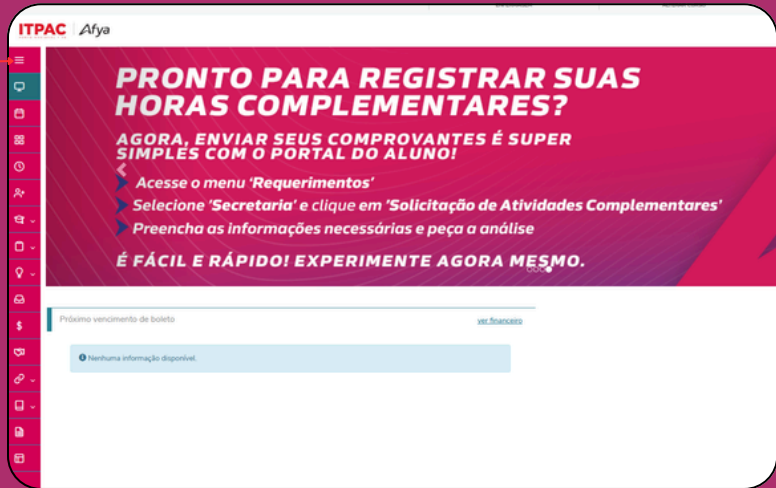 ITPAC Afya
PRONTO PARA REGISTRAR SUAS
HORAS COMPLEMENTARES?
AGORA, ENVIAR SEUS COMPROVANTES É SUPER
SIMPLES COM O PORTAL DO ALUNO!
Acesse o menu 'Requerimentos'
Selecione 'Secretaria' e clique em 'Solicitação de Atividades Complementares'
Preencha as informações necessárias e peça a análise
É FÁCIL E RÁPIDO! EXPERIMENTE AGORA MESMO.
Próximo vencimento de boleto
ver financeiro
Nenhuma informação disponível.